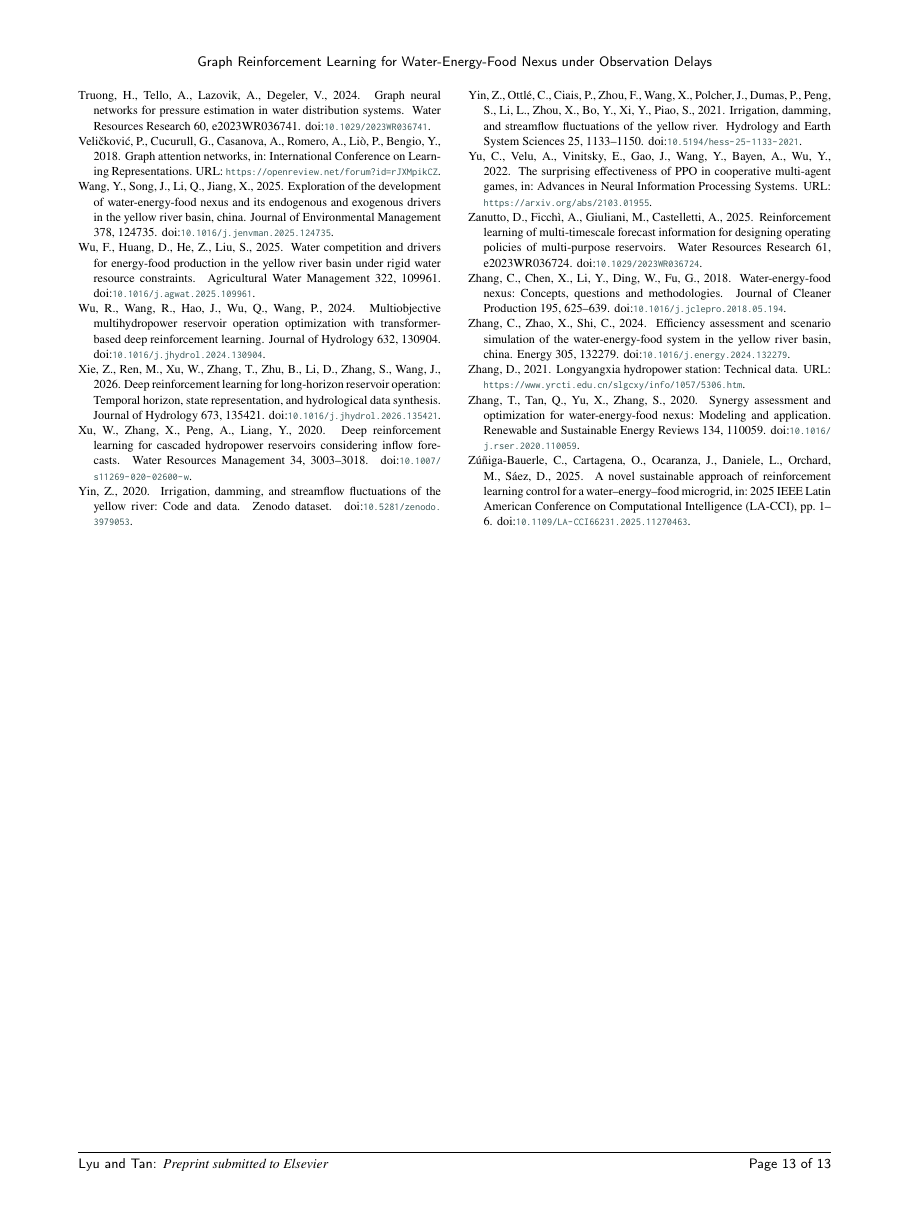 Graph Reinforcement Learning for Water-Energy-Food Nexus under Observation Delays
Truong, H., Tello, A., Lazovik, A., Degeler, V., 2024. Graph neural
networks for pressure estimation in water distribution systems. Water
Resources Research 60, e2023WR036741. doi:10.1029/2023WR036741.
Veličković, P., Cucurull, G., Casanova, A., Romero, A., Liò, P., Bengio, Y.,
2018. Graph attention networks, in: International Conference on Learn-
ing Representations. URL: https://openreview.net/forum?id=rJXMpikCZ.
Wang, Y., Song, J., Li, Q., Jiang, X., 2025. Exploration of the development
of water-energy-food nexus and its endogenous and exogenous drivers
in the yellow river basin, china. Journal of Environmental Management
378, 124735. doi:10.1016/j.jenvman.2025.124735.
Wu, F., Huang, D., He, Z., Liu, S., 2025. Water competition and drivers
for energy-food production in the yellow river basin under rigid water
resource constraints. Agricultural Water Management 322, 109961.
doi:10.1016/j.agwat.2025.109961.
Wu, R., Wang, R., Hao, J., Wu, Q., Wang, P., 2024. Multiobjective
multihydropower reservoir operation optimization with transformer-
based deep reinforcement learning. Journal of Hydrology 632, 130904.
doi:10.1016/j.jhydrol.2024.130904.
Xie, Z., Ren, M., Xu, W., Zhang, T., Zhu, B., Li, D., Zhang, S., Wang, J.,
2026. Deep reinforcement learning for long-horizon reservoir operation:
Temporal horizon, state representation, and hydrological data synthesis.
Journal of Hydrology 673, 135421. doi:10.1016/j.jhydrol.2026.135421.
Xu, W., Zhang, X., Peng, A., Liang, Y., 2020. Deep reinforcement
learning for cascaded hydropower reservoirs considering inflow fore-
casts. Water Resources Management 34, 3003–3018. doi:10.1007/
s11269-020-02600-w.
Yin, Z., 2020. Irrigation, damming, and streamflow fluctuations of the
yellow river: Code and data. Zenodo dataset. doi:10.5281/zenodo.
3979053.
Yin, Z., Ottlé, C., Ciais, P., Zhou, F., Wang, X., Polcher, J., Dumas, P., Peng,
S., Li, L., Zhou, X., Bo, Y., Xi, Y., Piao, S., 2021. Irrigation, damming,
and streamflow fluctuations of the yellow river. Hydrology and Earth
System Sciences 25, 1133–1150. doi:10.5194/hess-25-1133-2021.
Yu, C., Velu, A., Vinitsky, E., Gao, J., Wang, Y., Bayen, A., Wu, Y.,
2022. The surprising effectiveness of PPO in cooperative multi-agent
games, in: Advances in Neural Information Processing Systems. URL:
https://arxiv.org/abs/2103.01955.
Zanutto, D., Ficchì, A., Giuliani, M., Castelletti, A., 2025. Reinforcement
learning of multi-timescale forecast information for designing operating
policies of multi-purpose reservoirs. Water Resources Research 61,
e2023WR036724. doi:10.1029/2023WR036724.
Zhang, C., Chen, X., Li, Y., Ding, W., Fu, G., 2018. Water-energy-food
nexus: Concepts, questions and methodologies. Journal of Cleaner
Production 195, 625–639. doi:10.1016/j.jclepro.2018.05.194.
Zhang, C., Zhao, X., Shi, C., 2024. Efficiency assessment and scenario
simulation of the water-energy-food system in the yellow river basin,
china. Energy 305, 132279. doi:10.1016/j.energy.2024.132279.
Zhang, D., 2021. Longyangxia hydropower station: Technical data. URL:
https://www.yrcti.edu.cn/slgcxy/info/1057/5306.htm.
Zhang, T., Tan, Q., Yu, X., Zhang, S., 2020. Synergy assessment and
optimization for water-energy-food nexus: Modeling and application.
Renewable and Sustainable Energy Reviews 134, 110059. doi:10.1016/
j.rser.2020.110059.
Zúñiga-Bauerle, C., Cartagena, O., Ocaranza, J., Daniele, L., Orchard,
M., Sáez, D., 2025. A novel sustainable approach of reinforcement
learning control for a water–energy–food microgrid, in: 2025 IEEE Latin
American Conference on Computational Intelligence (LA-CCI), pp. 1–
6. doi:10.1109/LA-CCI66231.2025.11270463.
Lyu and Tan: Preprint submitted to Elsevier
Page 13 of 13